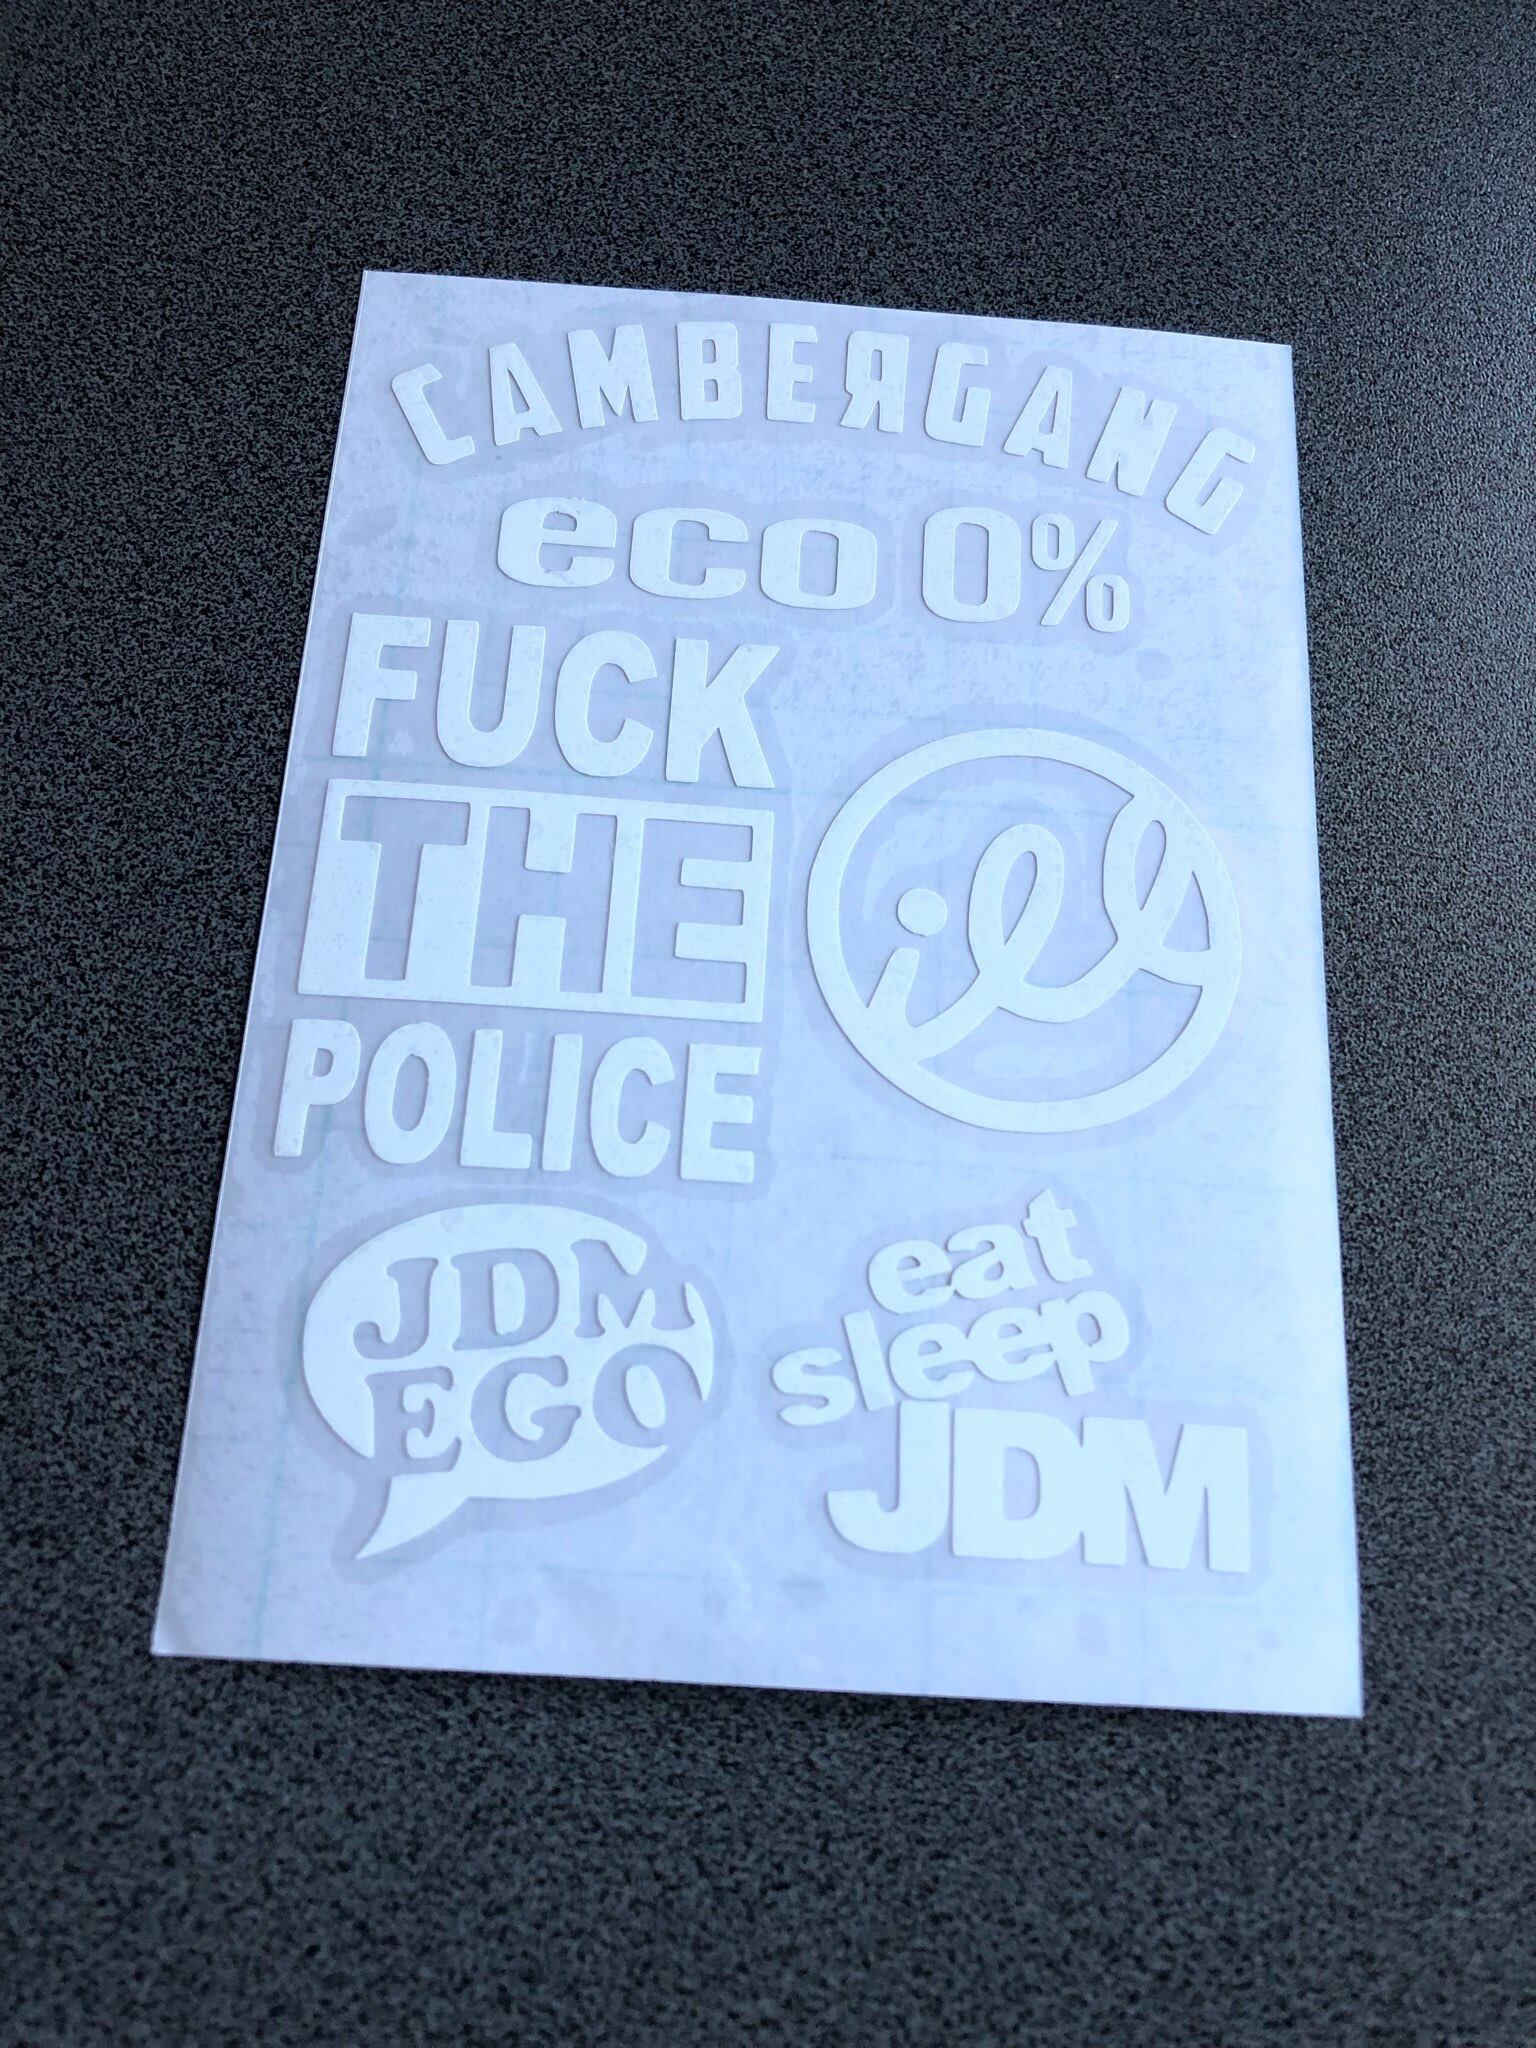 CAMBERGANG
eco 0%
FUCK
THE
POLICE
ill
JDM
EGO
eat
sleep
JDM